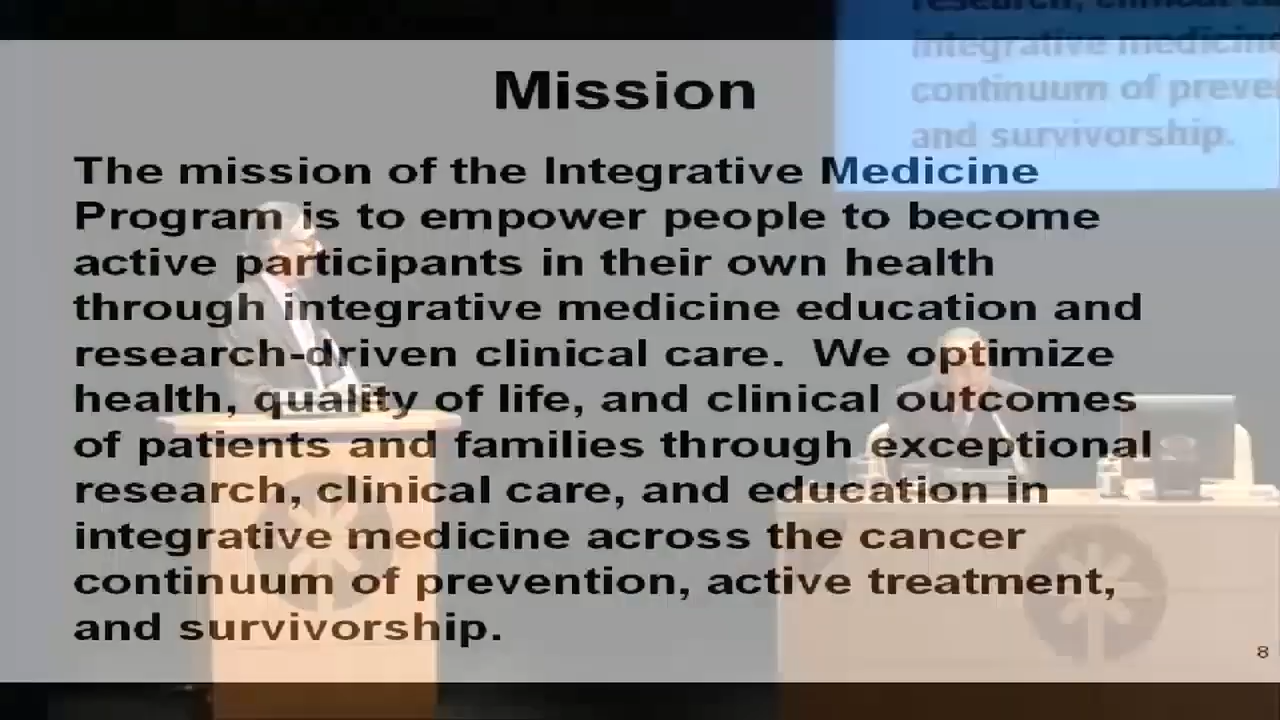 research, clinical
integrative medicine
continuum of preve
and survivorship.
Mission
The mission of the Integrative Medicine
Program is to empower people to become
active participants in their own health
through integrative medicine education and
research-driven clinical care.  We optimize
health, quality of life, and clinical outcomes
of patients and families through exceptional
research, clinical care, and education in
integrative medicine across the cancer
continuum of prevention, active treatment,
and survivorship.
8